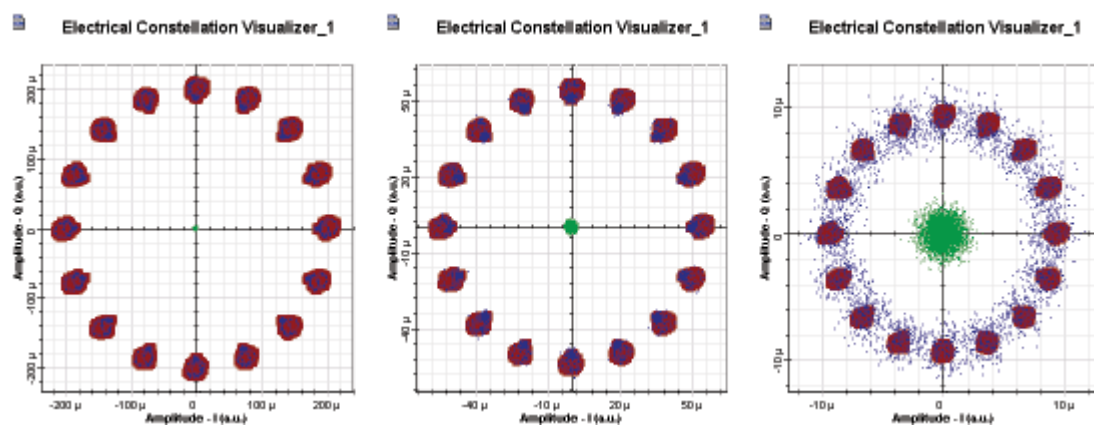 Electrical Constellation Visualizer_1
Amplitude - Q (a.u.)
200 µ
100 µ
0
-100 µ
-200 µ
-200 µ
-100 µ
0
100 µ
200 µ
Amplitude - I (a.u.)
Electrical Constellation Visualizer_1
Amplitude - Q (a.u.)
50 µ
20 µ
-10 µ
-40 µ
-40 µ
-10 µ
20 µ
50 µ
Amplitude - I (a.u.)
Electrical Constellation Visualizer_1
Amplitude - Q (a.u.)
10 µ
0
-10 µ
-10 µ
0
10 µ
Amplitude - I (a.u.)